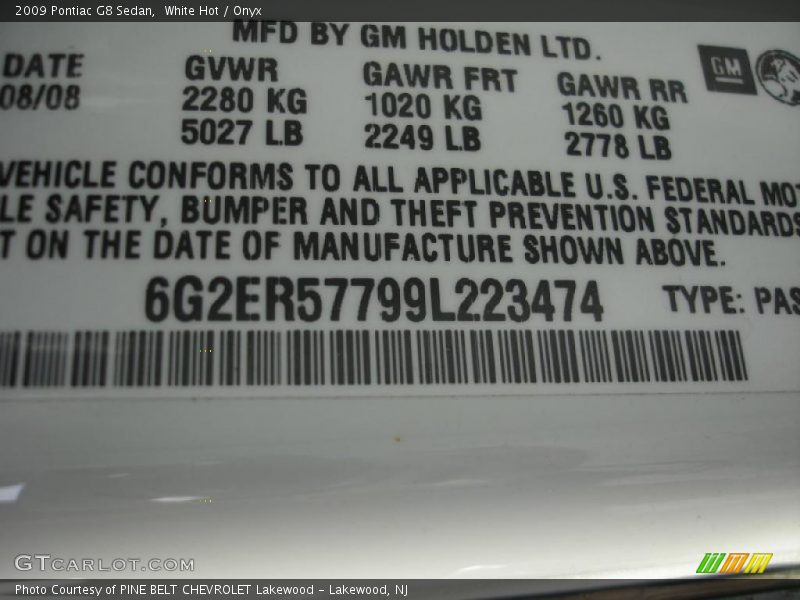 2009 Pontiac G8 Sedan, White Hot / Onyx
MFD BY GM HOLDEN LTD.
DATE GVWR GAWR FRT GAWR RR GM
08/08 2280 KG 1020 KG 1260 KG
5027 LB 2249 LB 2778 LB
VEHICLE CONFORMS TO ALL APPLICABLE U.S. FEDERAL MOT
LE SAFETY, BUMPER AND THEFT PREVENTION STANDARDS
T ON THE DATE OF MANUFACTURE SHOWN ABOVE.
6G2ER57799L223474 TYPE: PAS
GTCARLOT.COM
Photo Courtesy of PINE BELT CHEVROLET Lakewood - Lakewood, NJ